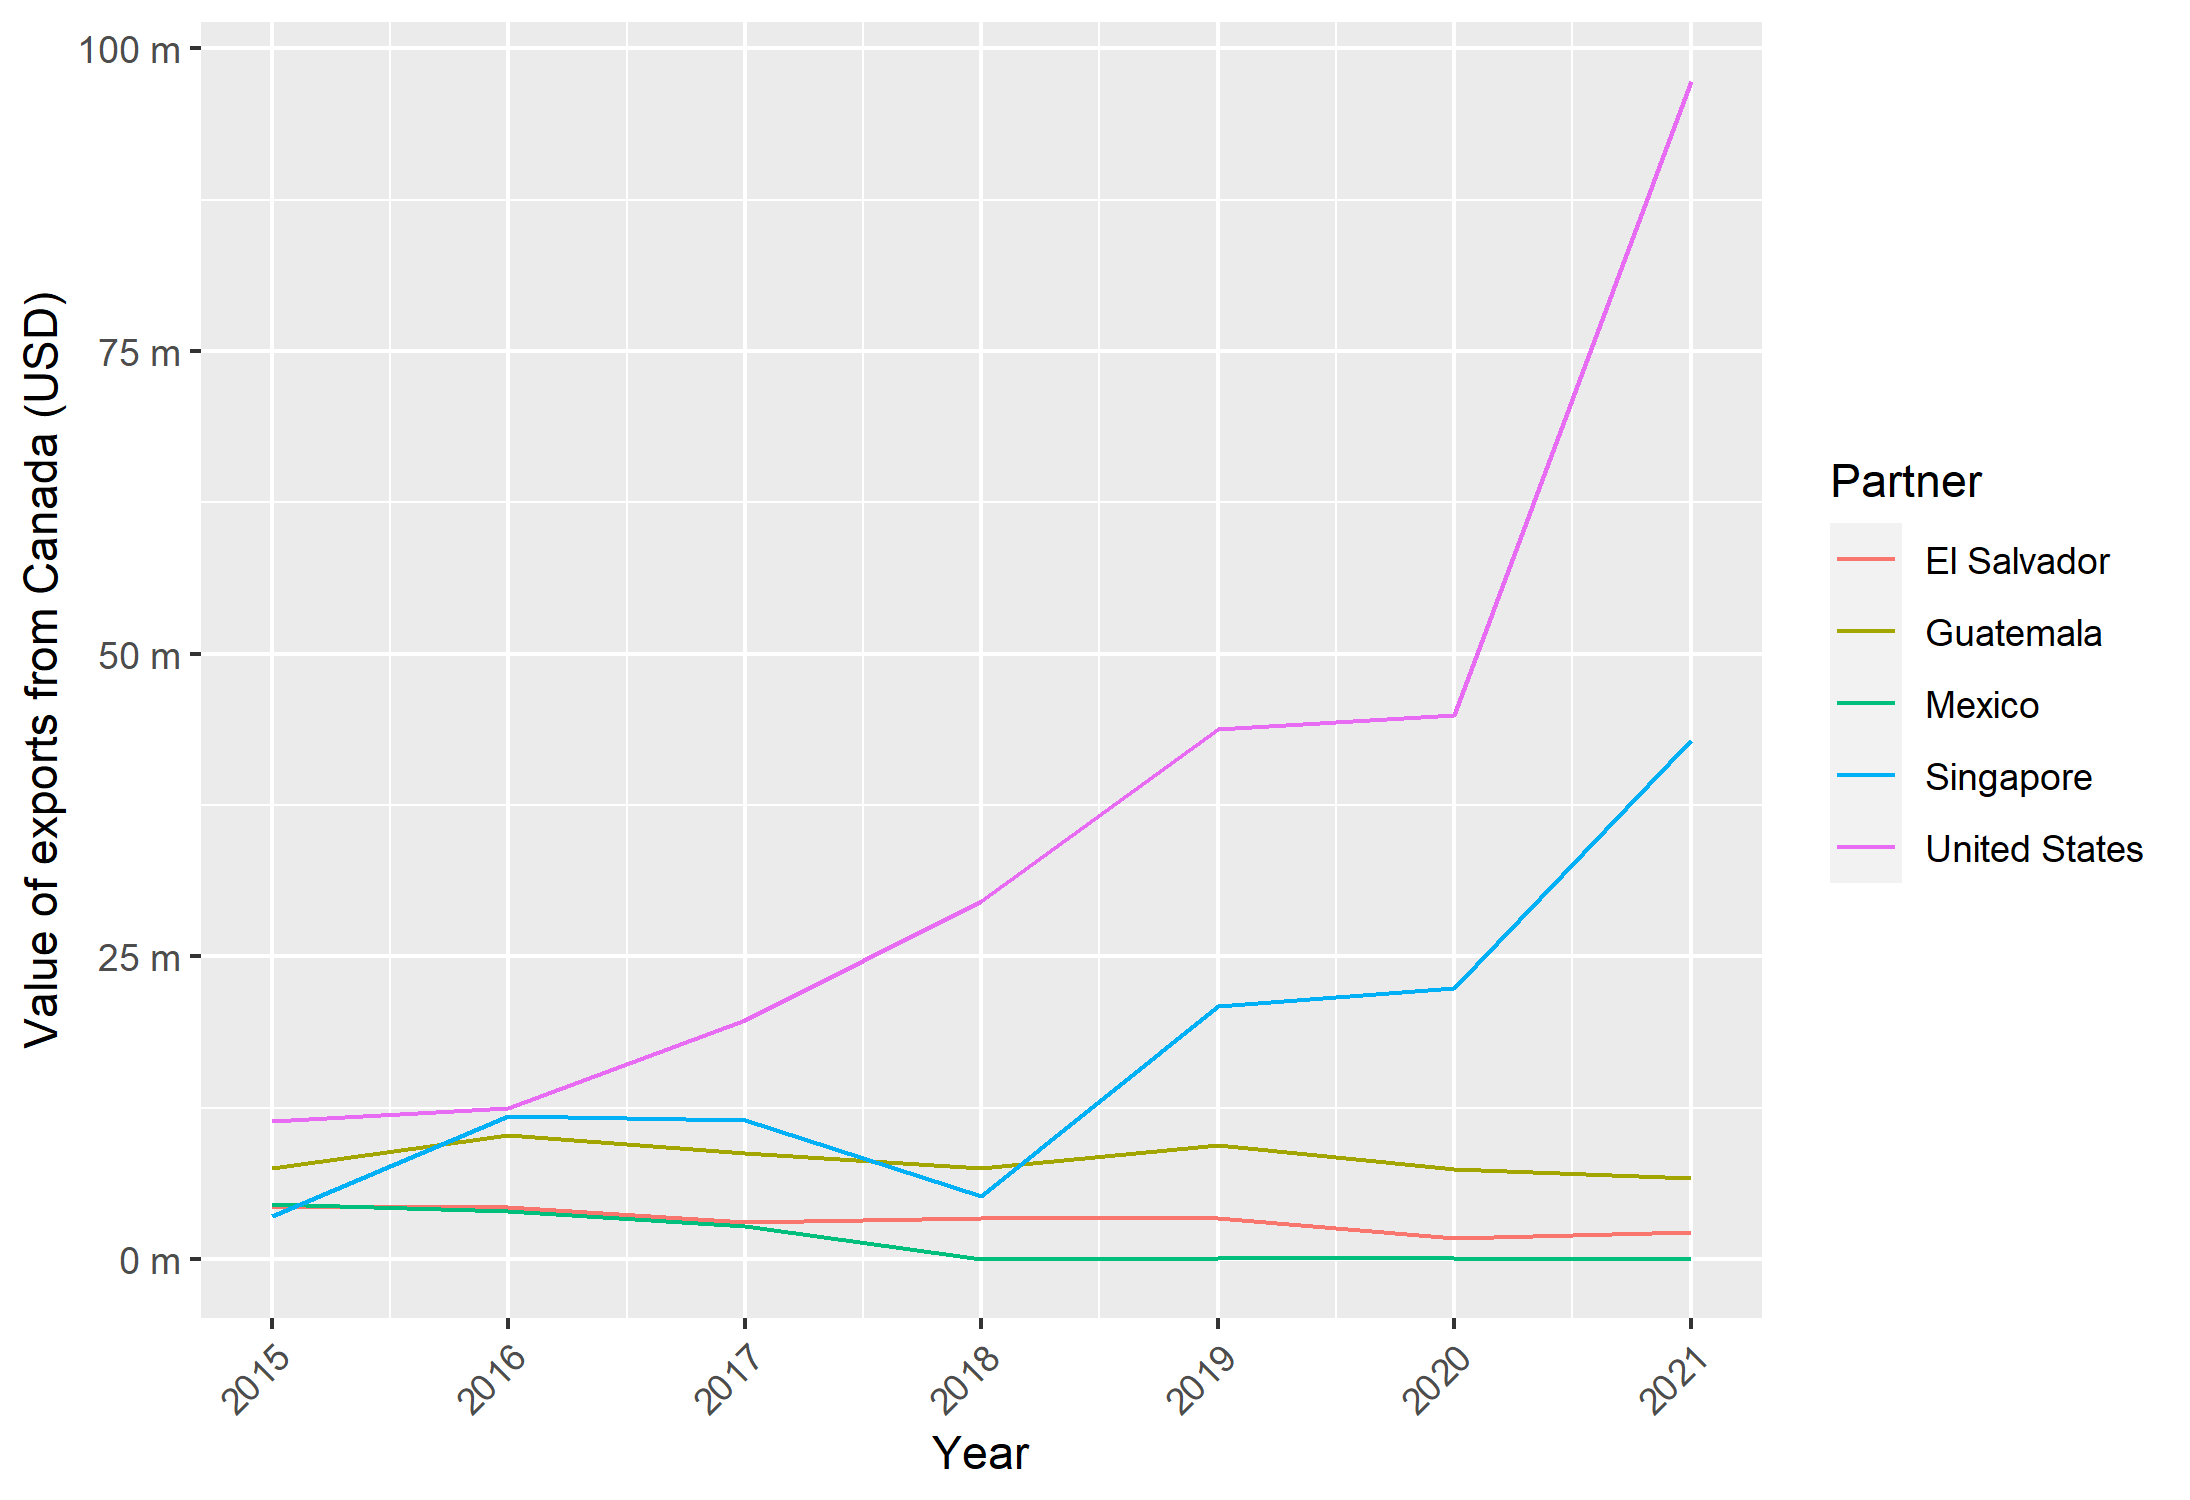 100 m
75 m
50 m
25 m
0 m
Value of exports from Canada (USD)
2015
2016
2017
2018
2019
2020
2021
Year
Partner
El Salvador
Guatemala
Mexico
Singapore
United States